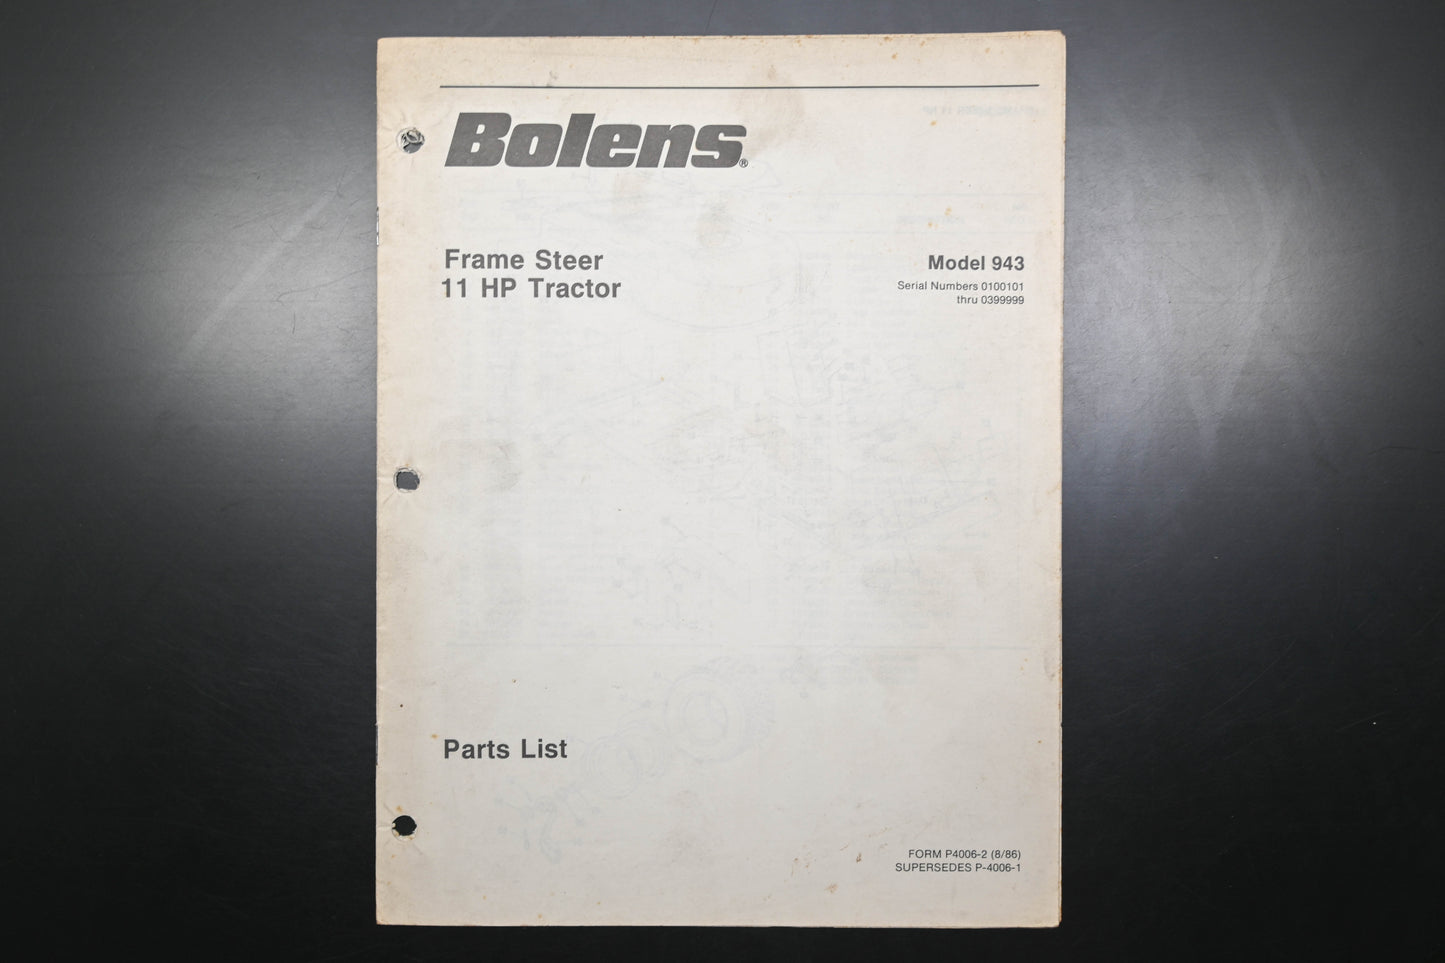 Bolens®
Frame Steer
11 HP Tractor
Model 943
Serial Numbers 0100101
thru 0399999
Parts List
FORM P4006-2 (8/86)
SUPERSEDES P-4006-1